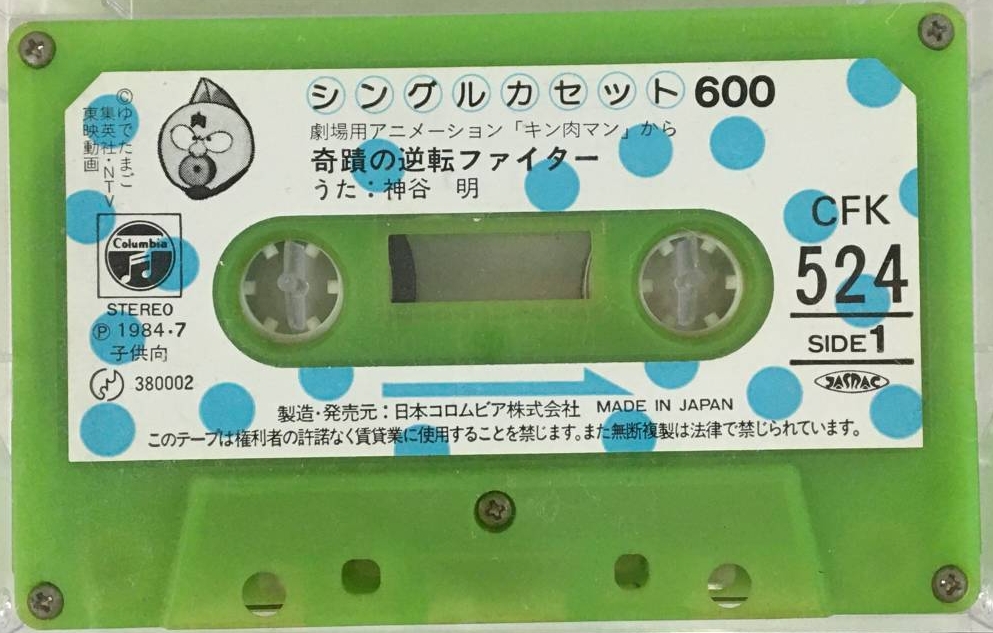 シングルカセット600
劇場用アニメーション「キン肉マン」から
奇蹟の逆転ファイター
うた：神谷 明
©ゆでたまご
集英社・NTV
東映動画
肉
Columbia
STEREO
Ⓟ 1984・7
子供向
380002
CFK
524
SIDE 1
JASRAC
製造・発売元：日本コロムビア株式会社 MADE IN JAPAN
このテープは権利者の許諾なく賃貸業に使用することを禁じます。また無断複製は法律で禁じられています。